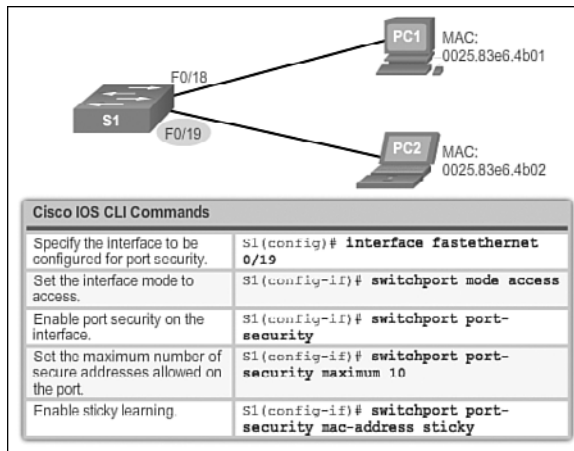 PC1
MAC:
0025.83e6.4b01
F0/18
S1
F0/19
PC2
MAC:
0025.83e6.4b02
Cisco IOS CLI Commands
Specify the interface to be
configured for port security.
S1(config)# interface fastethernet
0/19
Set the interface mode to
access.
S1(config-if)# switchport mode access
Enable port security on the
interface.
S1(config-if)# switchport port-
security
Set the maximum number of
secure addresses allowed on
the port.
S1(config-if)# switchport port-
security maximum 10
Enable sticky learning.
S1(config-if)# switchport port-
security mac-address sticky